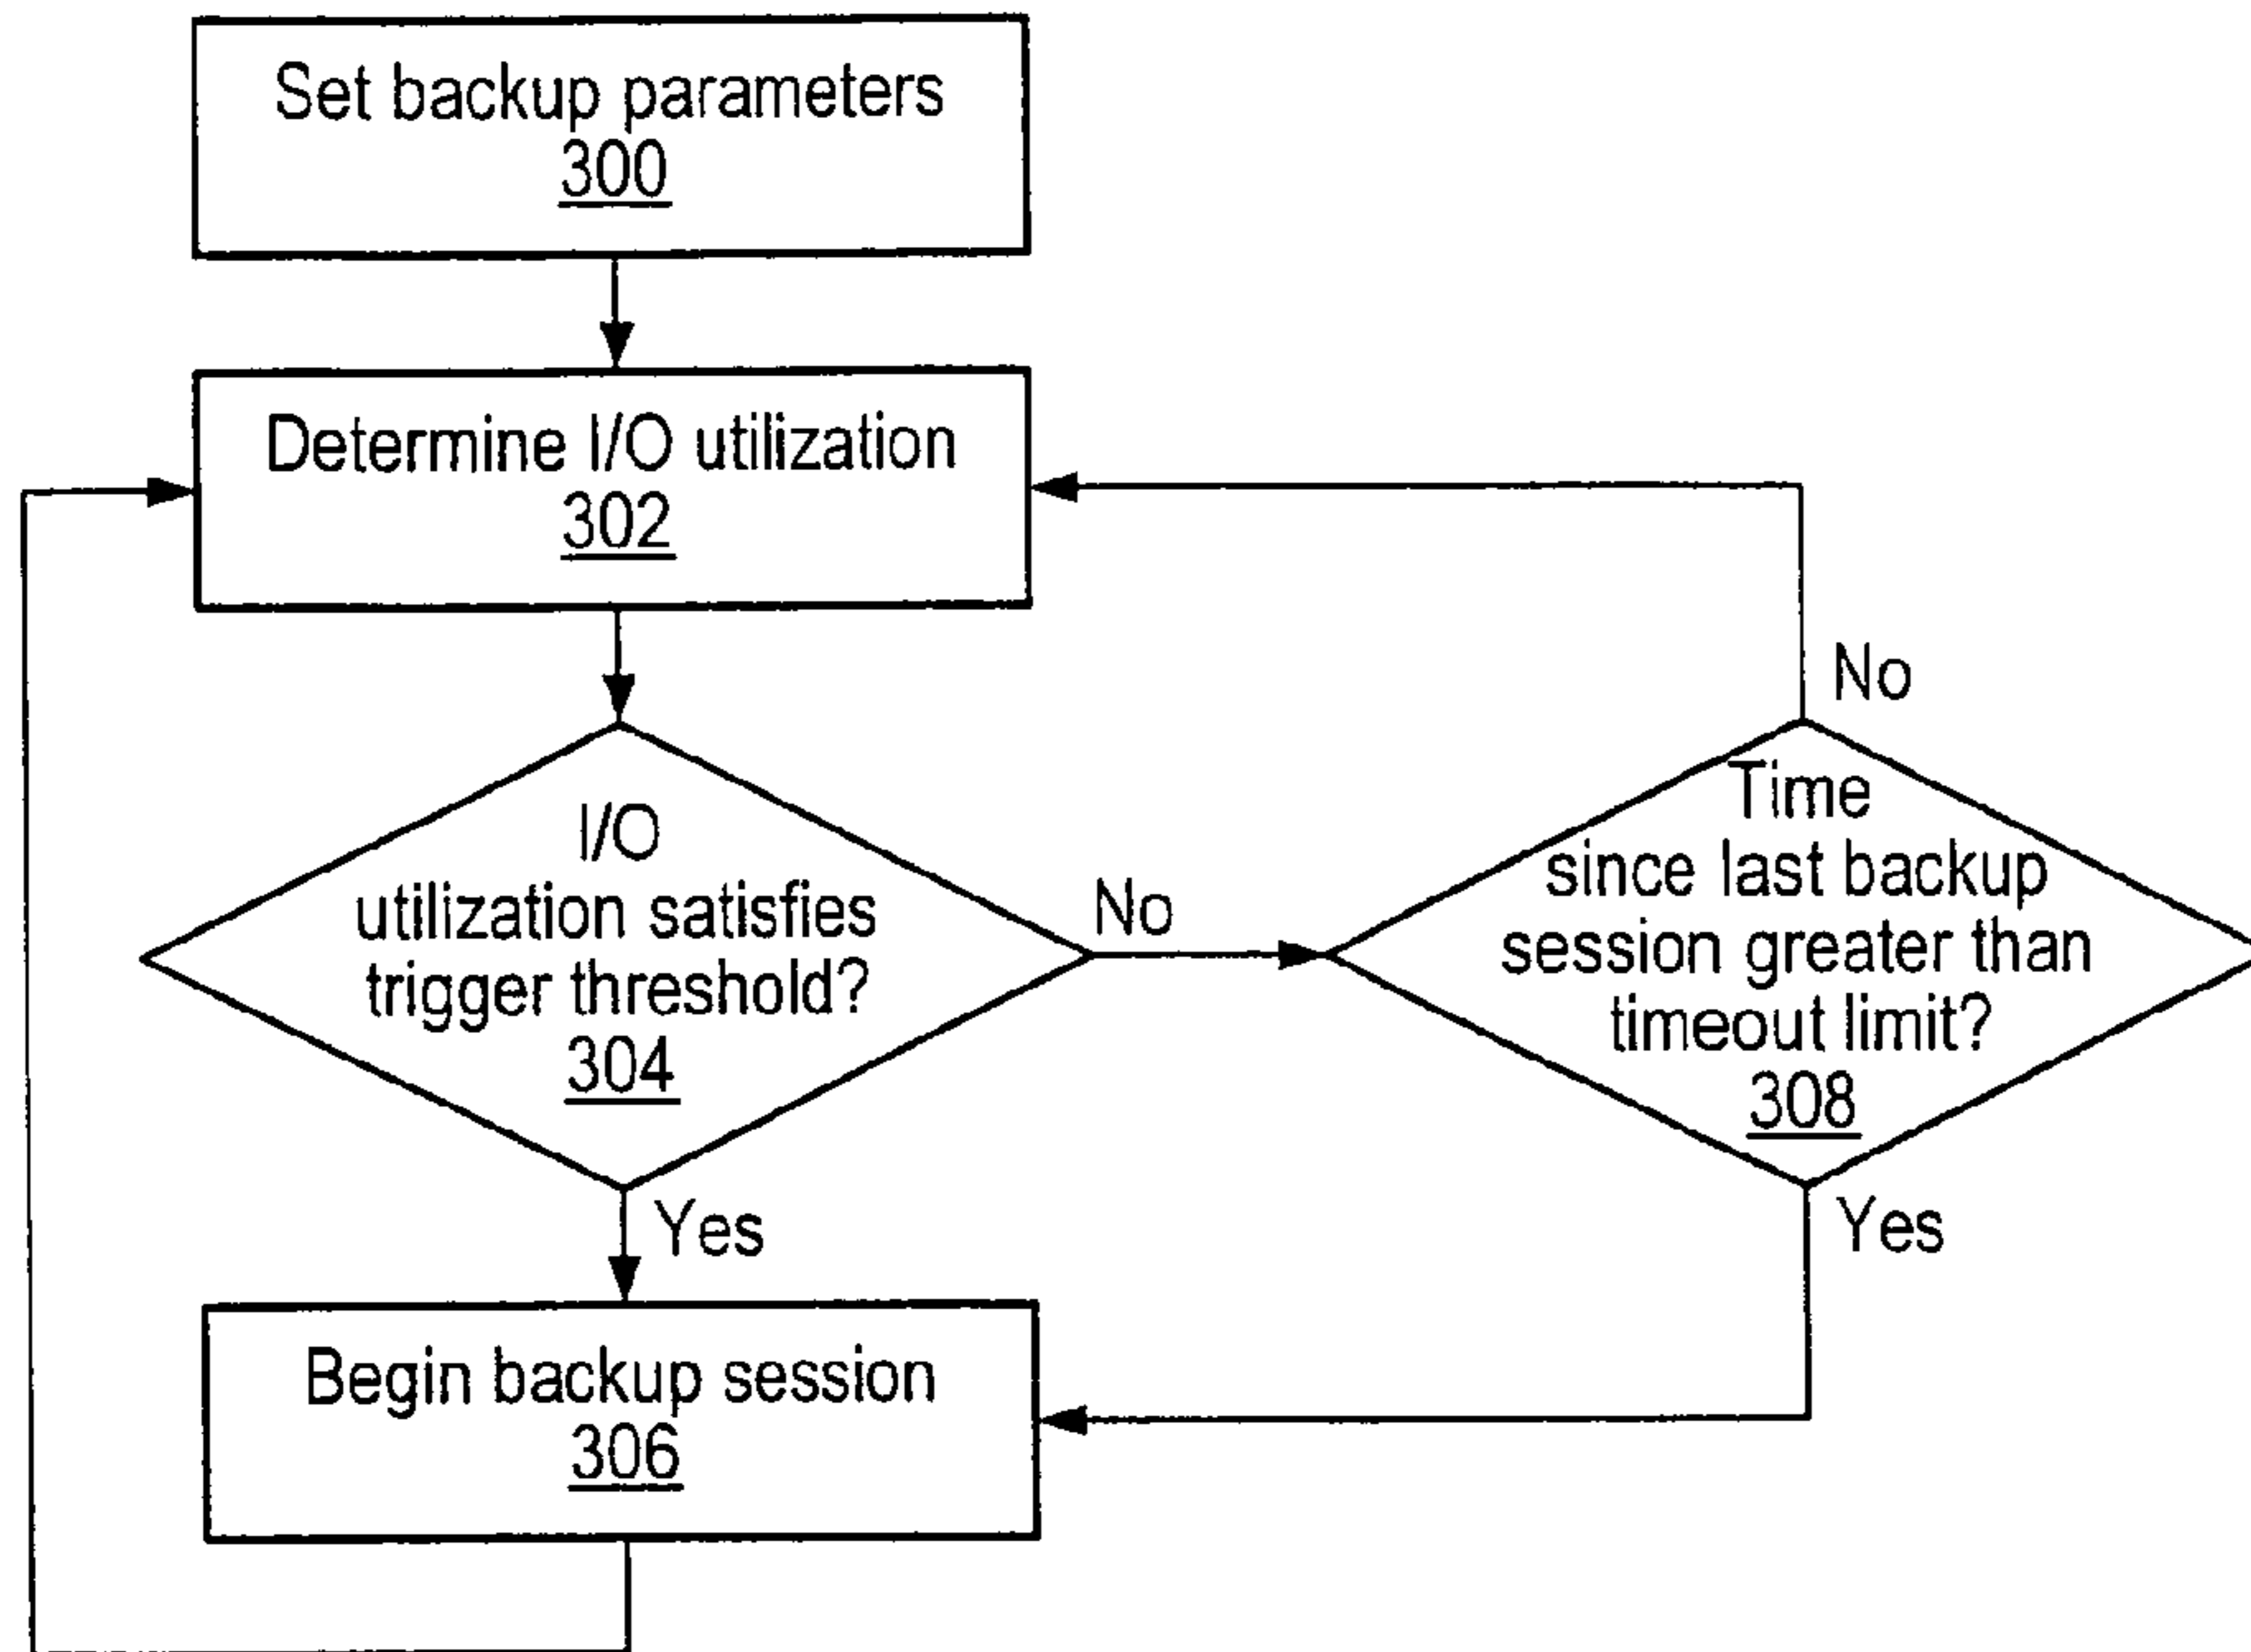 Set backup parameters
300
Determine I/O utilization
302
I/O
utilization satisfies
trigger threshold?
304
No
Yes
Time
since last backup
session greater than
timeout limit?
308
No
Yes
Begin backup session
306